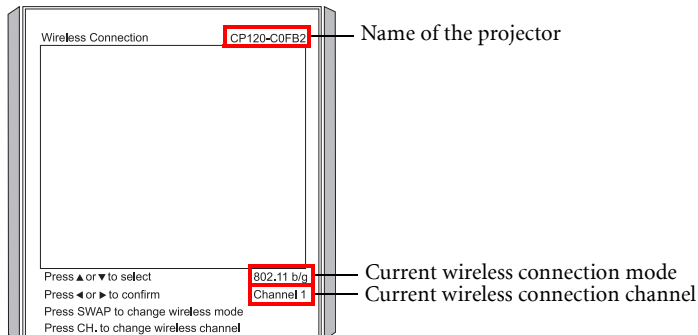 Wireless Connection CP120-C0FB2 Name of the projector
Press ▲ or ▼ to select 802.11 b/g Current wireless connection mode
Press ◄ or ► to confirm Channel 1 Current wireless connection channel
Press SWAP to change wireless mode
Press CH. to change wireless channel